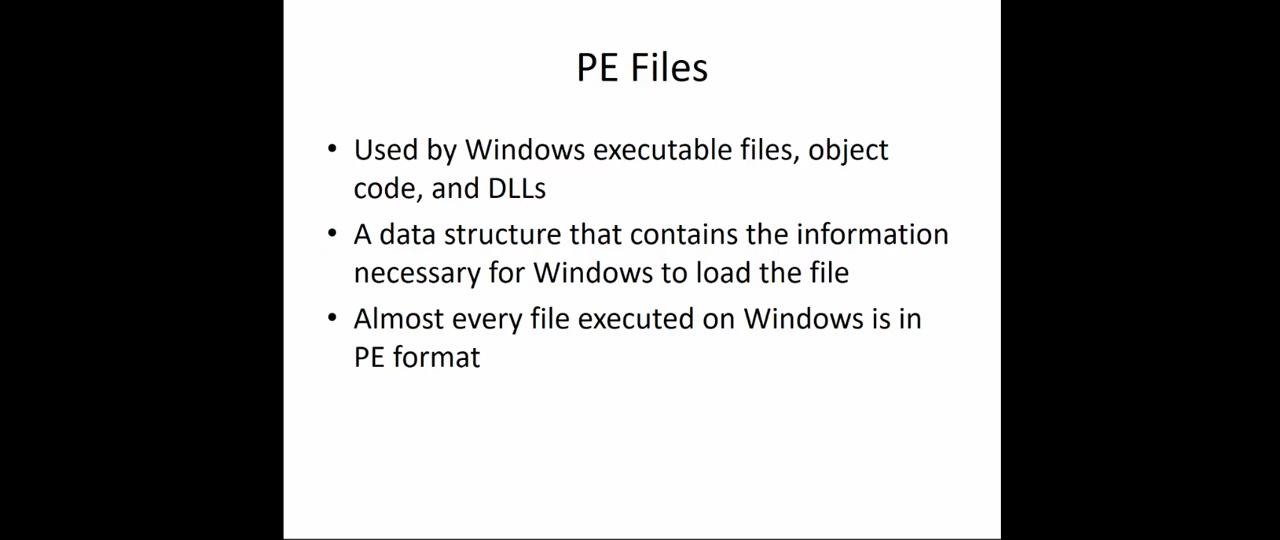 PE Files
• Used by Windows executable files, object
code, and DLLs
• A data structure that contains the information
necessary for Windows to load the file
• Almost every file executed on Windows is in
PE format